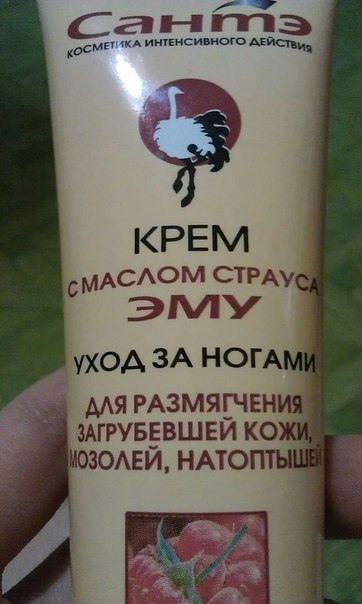 Сантэ
КОСМЕТИКА ИНТЕНСИВНОГО ДЕЙСТВИЯ
КРЕМ
С МАСЛОМ СТРАУСА
ЭМУ
УХОД ЗА НОГАМИ
ДЛЯ РАЗМЯГЧЕНИЯ
ЗАГРУБЕВШЕЙ КОЖИ,
МОЗОЛЕЙ, НАТОПТЫШЕЙ